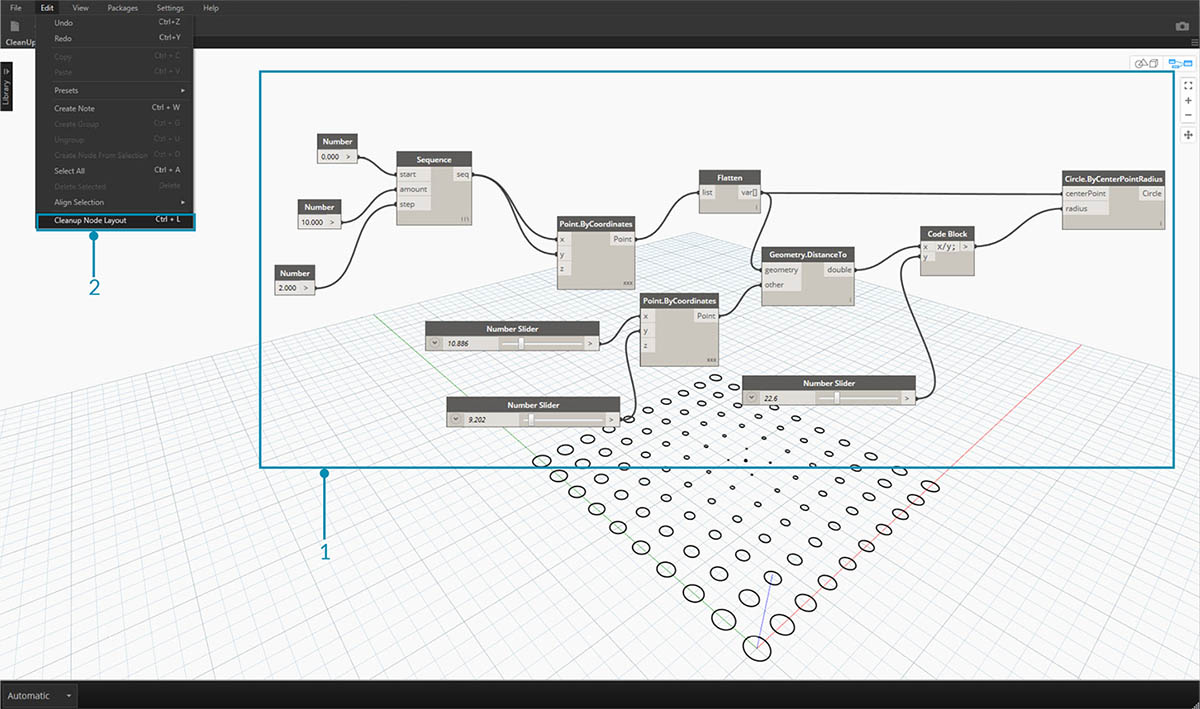 File Edit View Packages Settings Help
Undo Ctrl+Z
Redo Ctrl+Y
Copy Ctrl + C
Paste Ctrl + V
Presets
Create Note Ctrl + W
Create Group Ctrl + G
Ungroup Ctrl + U
Create Node From Selection Ctrl + D
Select All Ctrl + A
Delete Selected Delete
Align Selection
Cleanup Node Layout Ctrl + L
CleanUp
Library
2
Number
0.000 >
Number
10.000 >
Number
2.000 >
Sequence
start seq
amount
step
Point.ByCoordinates
x Point
y
z
xxx
Flatten
list var[]
Circle.ByCenterPointRadius
centerPoint Circle
radius
Geometry.DistanceTo
geometry double
other
Code Block
x x/y; >
y
Point.ByCoordinates
x Point
y
z
xxx
Number Slider
10.886 >
Number Slider
9.202 >
Number Slider
22.6 >
1
Automatic